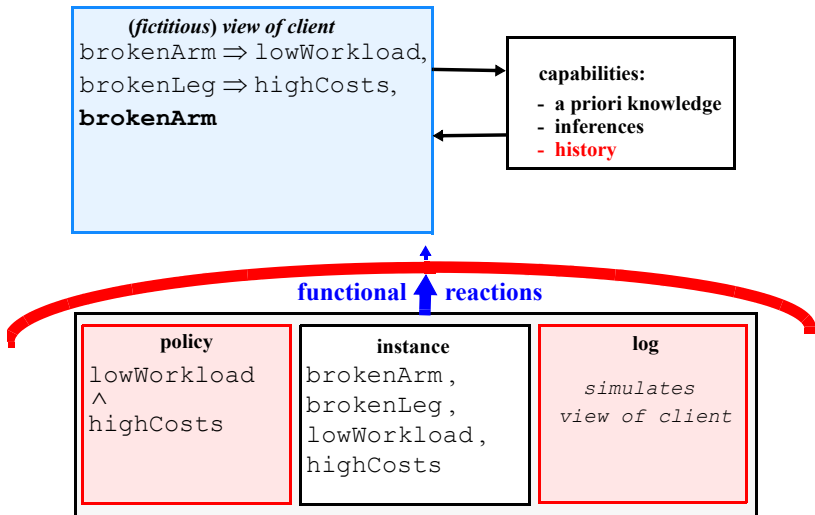 (fictitious) view of client
brokenArm ⇒ lowWorkload,
brokenLeg ⇒ highCosts,
brokenArm
capabilities:
- a priori knowledge
- inferences
- history
functional reactions
policy
lowWorkload
∧
highCosts
instance
brokenArm,
brokenLeg,
lowWorkload,
highCosts
log
simulates
view of client